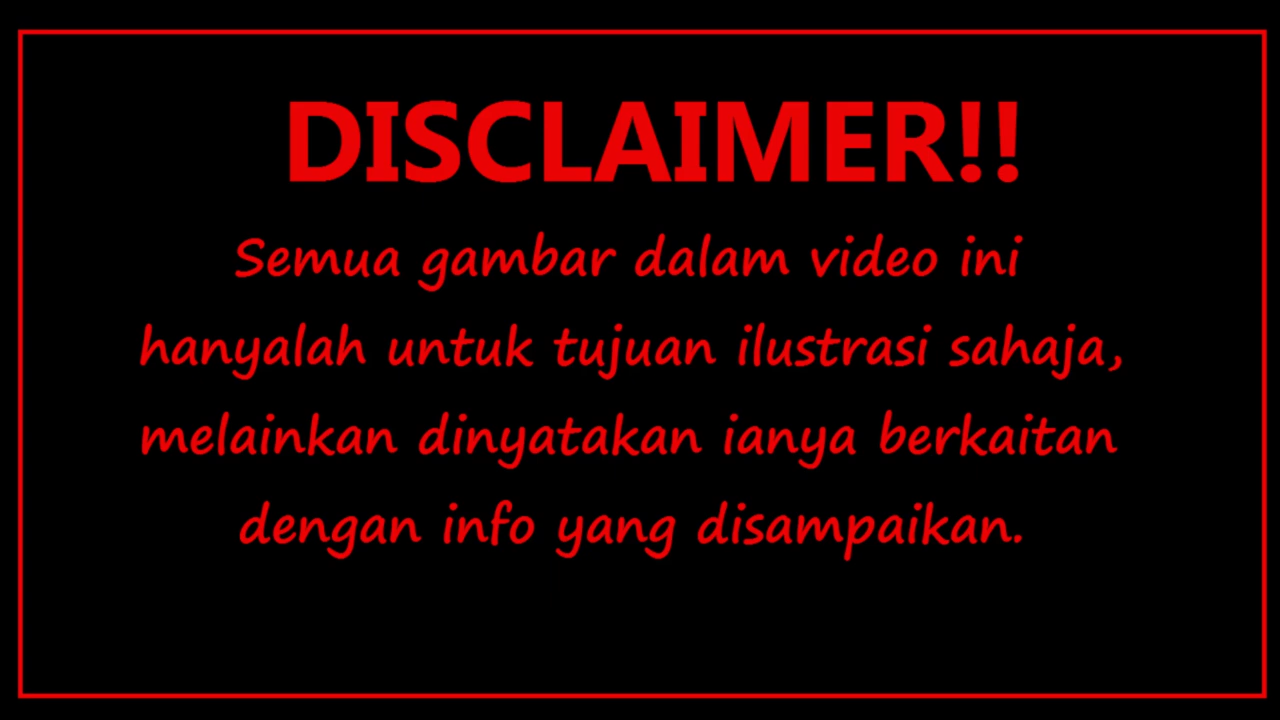 DISCLAIMER!!
Semua gambar dalam video ini
hanyalah untuk tujuan ilustrasi sahaja,
melainkan dinyatakan ianya berkaitan
dengan info yang disampaikan.